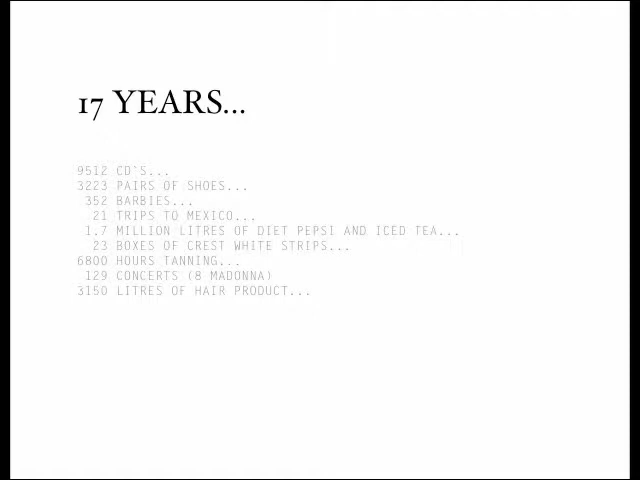 17 YEARS...
9512 CD`S...
3223 PAIRS OF SHOES...
352 BARBIES...
21 TRIPS TO MEXICO...
1,7 MILLION LITRES OF DIET PEPSI AND ICED TEA...
23 BOXES OF CREST WHITE STRIPS...
6800 HOURS TANNING...
129 CONCERTS (8 MADONNA)
3150 LITRES OF HAIR PRODUCT...